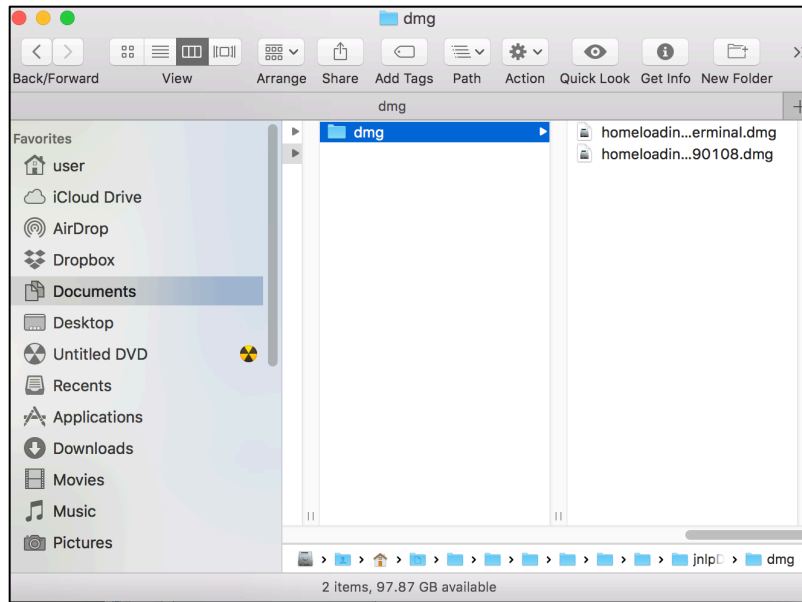 dmg
Back/Forward View Arrange Share Add Tags Path Action Quick Look Get Info New Folder
dmg
Favorites
user
iCloud Drive
AirDrop
Dropbox
Documents
Desktop
Untitled DVD
Recents
Applications
Downloads
Movies
Music
Pictures
dmg
homeloadin...erminal.dmg
homeloadin...90108.dmg
jnlpD dmg
2 items, 97.87 GB available